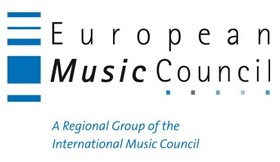 European
Music Council
A Regional Group of the
International Music Council